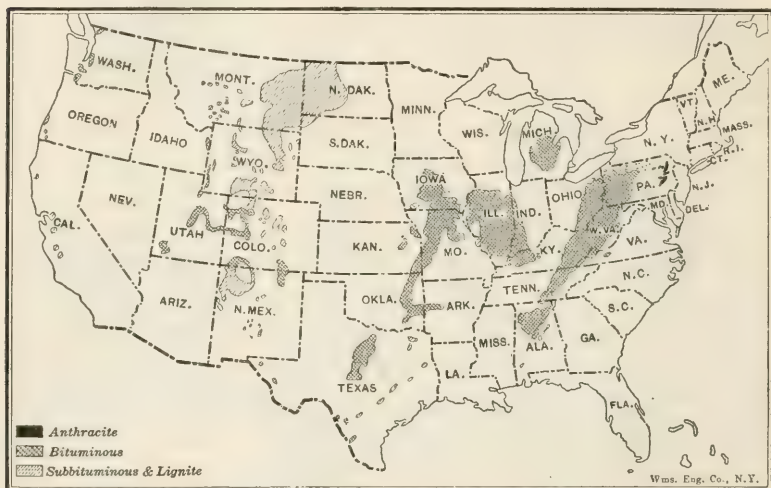 WASH.
MONT.
N. DAK.
MINN.
ME.
OREGON
IDAHO
WYO.
S.DAK.
WIS.
MICH.
N. Y.
VT.
N.H.
MASS.
R.I.
CT.
NEV.
NEBR.
IOWA
ILL.
IND.
OHIO
PA.
N.J.
MD.
DEL.
CAL.
UTAH
COLO.
KAN.
MO.
KY.
W.VA.
VA.
ARIZ.
N.MEX.
OKLA.
ARK.
TENN.
N.C.
S.C.
TEXAS
LA.
MISS.
ALA.
GA.
FLA.
Anthracite
Bituminous
Subbituminous & Lignite
Wms. Eng. Co., N.Y.